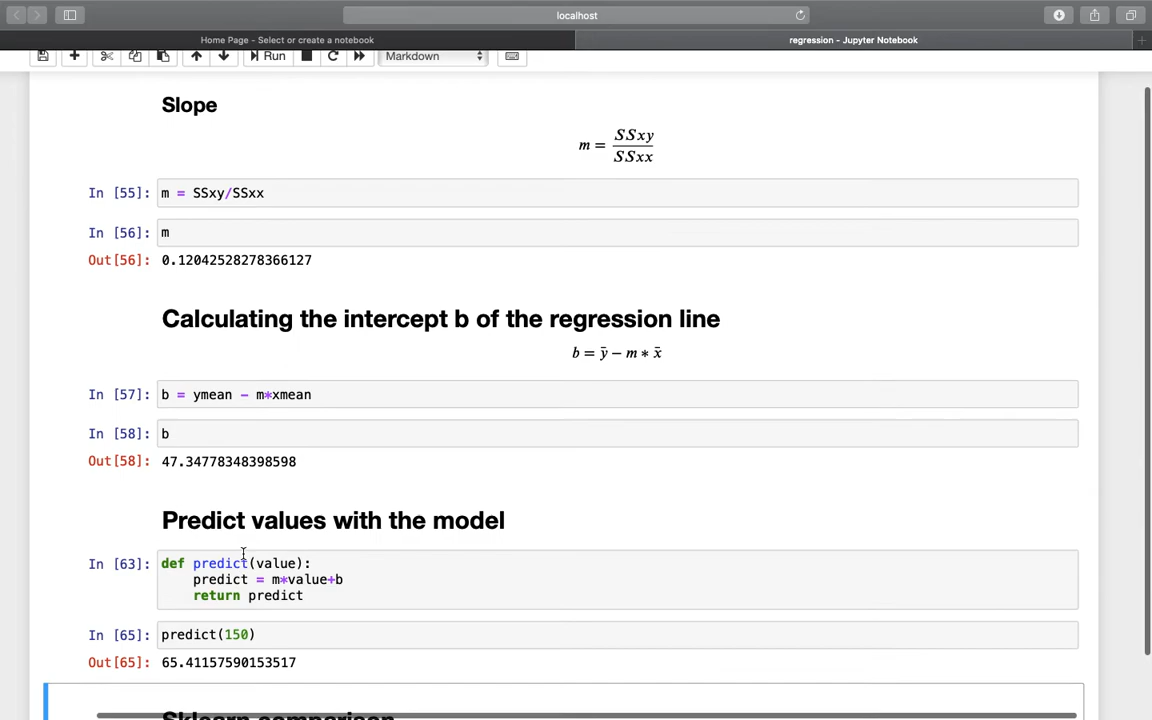 localhost
Home Page - Select or create a notebook
regression - Jupyter Notebook
Run
Markdown
Slope
m = SSxy / SSxx
In [55]: m = SSxy/SSxx
In [56]: m
Out[56]: 0.12042528278366127
Calculating the intercept b of the regression line
b = ȳ − m ∗ x̄
In [57]: b = ymean - m*xmean
In [58]: b
Out[58]: 47.34778348398598
Predict values with the model
In [63]: def predict(value):
predict = m*value+b
return predict
In [65]: predict(150)
Out[65]: 65.41157590153517
Sklearn comparison